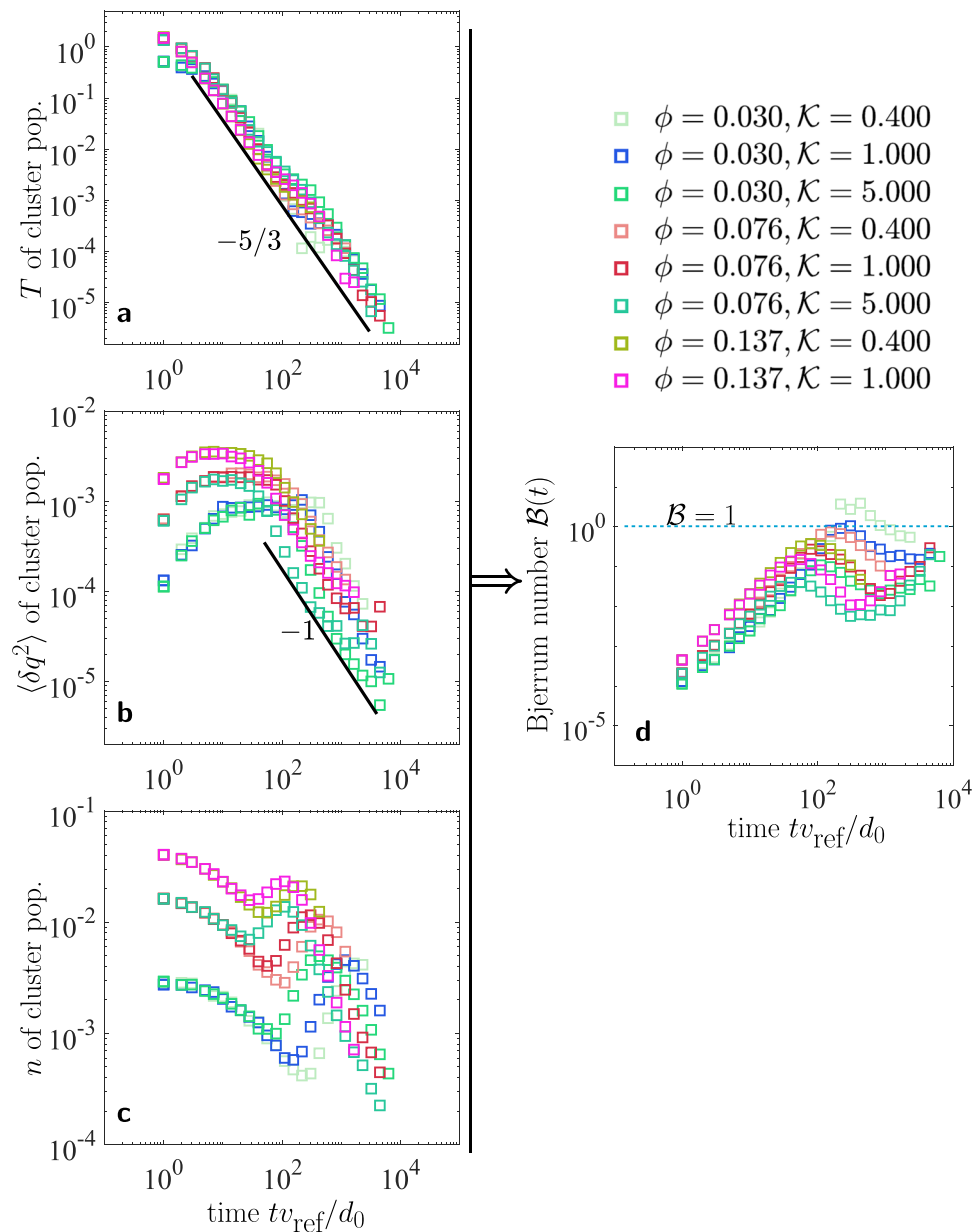 T of cluster pop.
10^0
10^-1
10^-2
10^-3
10^-4
10^-5
−5/3
a
10^0
10^2
10^4
⟨δq^2⟩ of cluster pop.
10^-2
10^-3
10^-4
10^-5
−1
b
10^0
10^2
10^4
n of cluster pop.
10^-1
10^-2
10^-3
10^-4
c
10^0
10^2
10^4
time tv_ref/d_0
ϕ = 0.030, 𝒦 = 0.400
ϕ = 0.030, 𝒦 = 1.000
ϕ = 0.030, 𝒦 = 5.000
ϕ = 0.076, 𝒦 = 0.400
ϕ = 0.076, 𝒦 = 1.000
ϕ = 0.076, 𝒦 = 5.000
ϕ = 0.137, 𝒦 = 0.400
ϕ = 0.137, 𝒦 = 1.000
Bjerrum number ℬ(t)
ℬ = 1
10^0
10^-5
d
10^0
10^2
10^4
time tv_ref/d_0